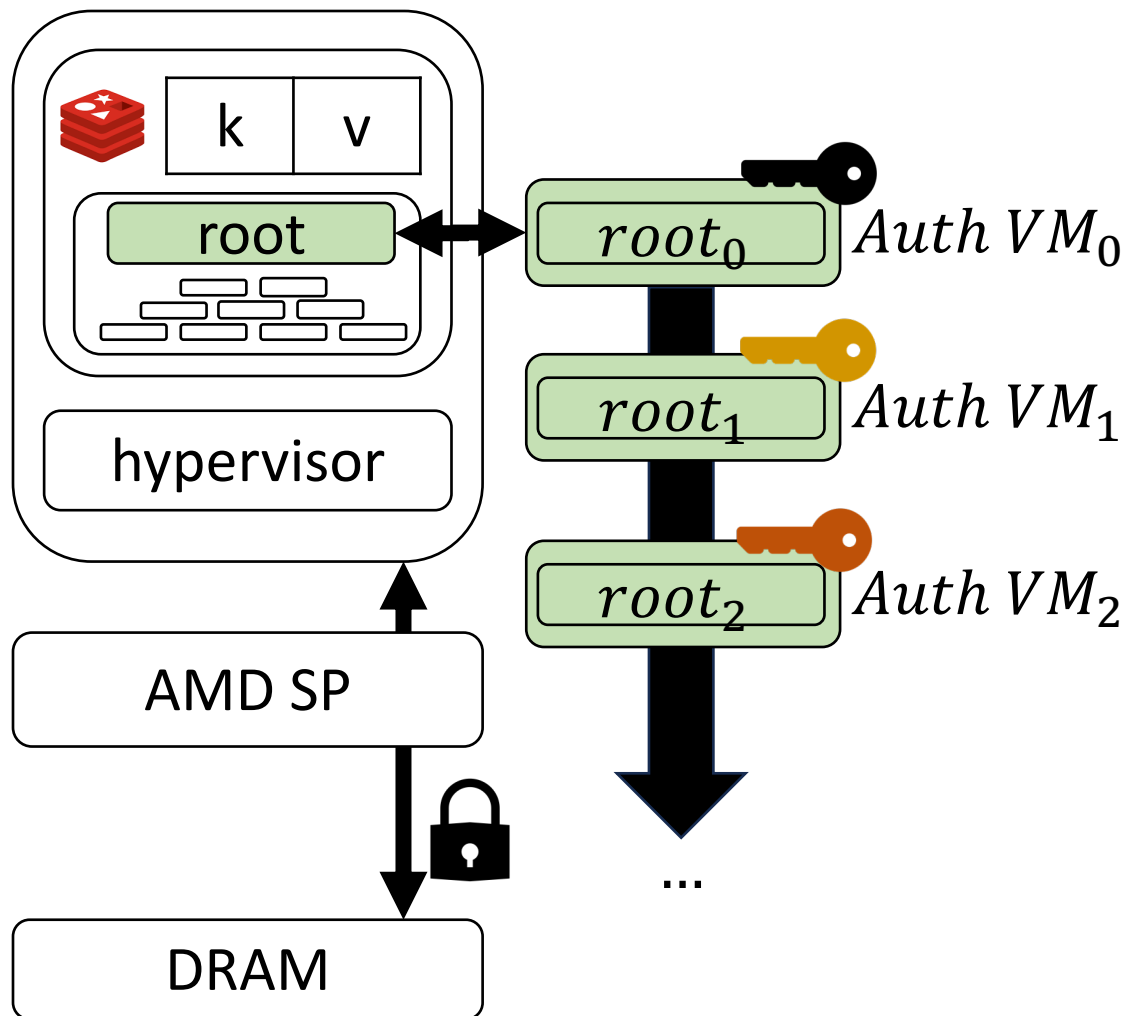 k v
root
hypervisor
AMD SP
DRAM
root₀ Auth VM₀
root₁ Auth VM₁
root₂ Auth VM₂
...